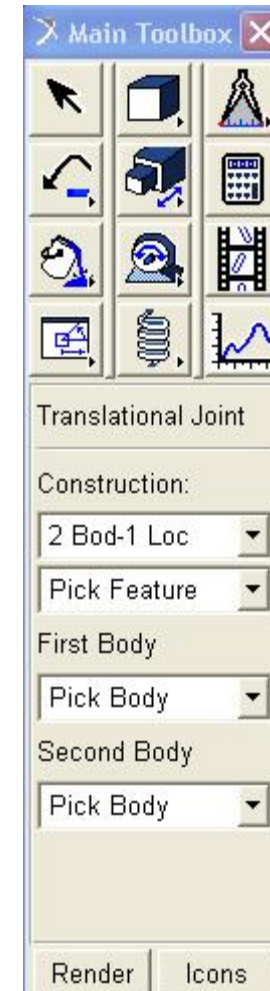 Main Toolbox
Translational Joint
Construction:
2 Bod-1 Loc
Pick Feature
First Body
Pick Body
Second Body
Pick Body
Render Icons